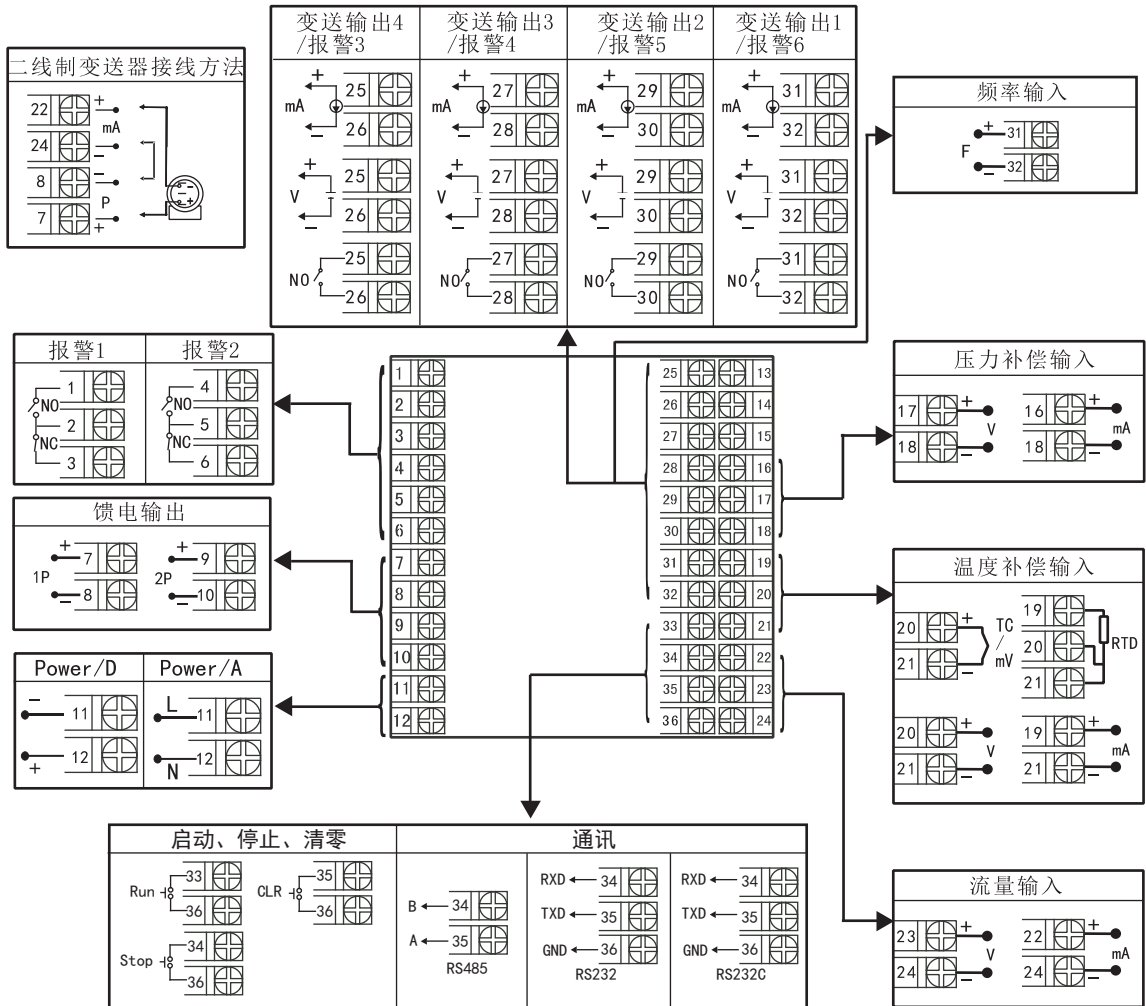 二线制变送器接线方法
22
+
mA
24
−
8
−
P
7
+
变送输出4
/报警3
变送输出3
/报警4
变送输出2
/报警5
变送输出1
/报警6
+
mA
−
25
26
+
mA
−
27
28
+
mA
−
29
30
+
mA
−
31
32
+
V
−
25
26
+
V
−
27
28
+
V
−
29
30
+
V
−
31
32
NO
25
26
NO
27
28
NO
29
30
NO
31
32
频率输入
F
+
31
−
32
报警1
报警2
1
NO
2
NC
3
4
NO
5
NC
6
馈电输出
1P
+
7
−
8
2P
+
9
−
10
Power/D
Power/A
−
11
+
12
L
11
N
12
1
2
3
4
5
6
7
8
9
10
11
12
25 13
26 14
27 15
28 16
29 17
30 18
31 19
32 20
33 21
34 22
35 23
36 24
压力补偿输入
17
+
V
18
−
16
+
mA
18
−
温度补偿输入
20
+
TC
/
mV
21
−
19
20
RTD
21
20
+
V
21
−
19
+
mA
21
−
流量输入
23
+
V
24
−
22
+
mA
24
−
启动、停止、清零
Run
33
36
CLR
35
36
Stop
34
36
通讯
B
34
A
35
RS485
RXD
34
TXD
35
GND
36
RS232
RXD
34
TXD
35
GND
36
RS232C